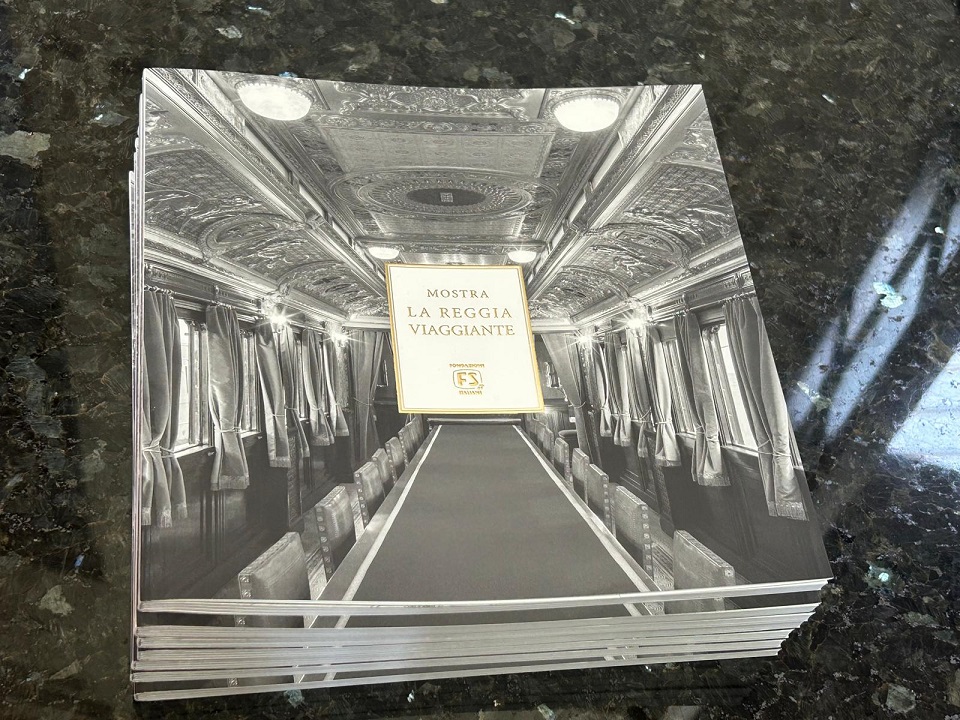 MOSTRA
LA REGGIA
VIAGGIANTE
FONDAZIONE
FS
ITALIANE